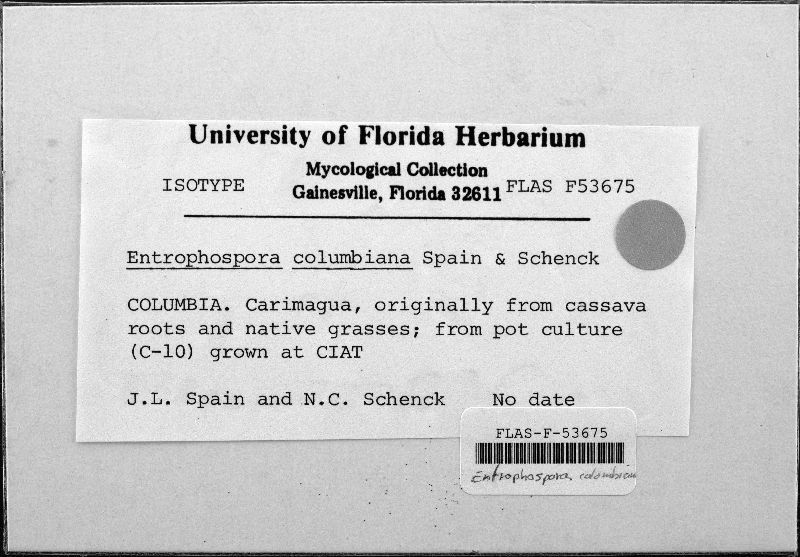 University of Florida Herbarium
Mycological Collection
ISOTYPE Gainesville, Florida 32611 FLAS F53675
Entrophospora columbiana Spain & Schenck
COLUMBIA. Carimagua, originally from cassava
roots and native grasses; from pot culture
(C-10) grown at CIAT
J.L. Spain and N.C. Schenck No date
FLAS-F-53675
Entrophospora columbiana